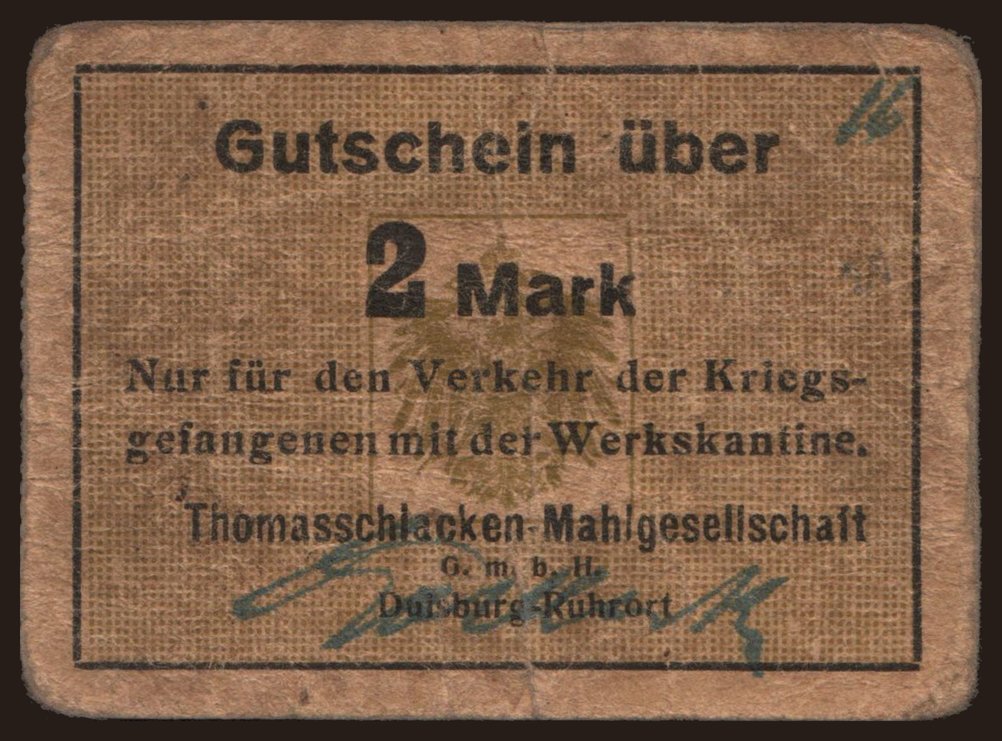 Gutschein über
2 Mark
Nur für den Verkehr der Kriegs-
gefangenen mit der Werkskantine.
Thomasschlacken-Mahlgesellschaft
G. m. b. H.
Duisburg-Ruhrort